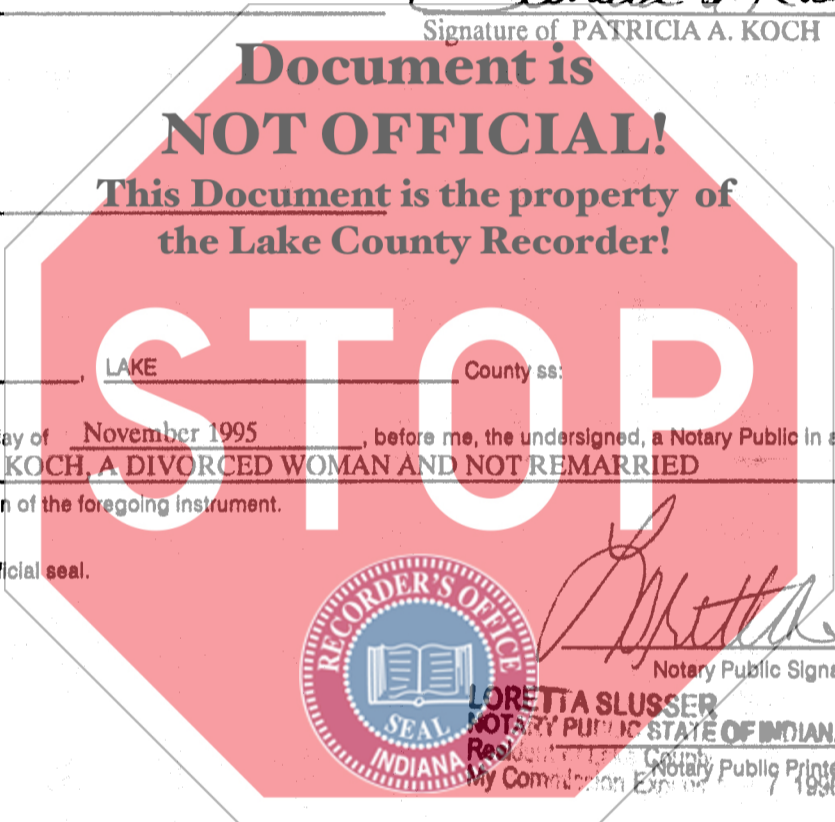 Signature of PATRICIA A. KOCH
Document is
NOT OFFICIAL!
This Document is the property of
the Lake County Recorder!
STOP
, LAKE County ss:
ay of November 1995 , before me, the undersigned, a Notary Public in a
KOCH, A DIVORCED WOMAN AND NOT REMARRIED
n of the foregoing instrument.
ficial seal.
RECORDER'S OFFICE
SEAL
INDIANA
Notary Public Signa
LORETTA SLUSSER
NOTARY PUBLIC STATE OF INDIAN
County
Notary Public Printe
My Commission